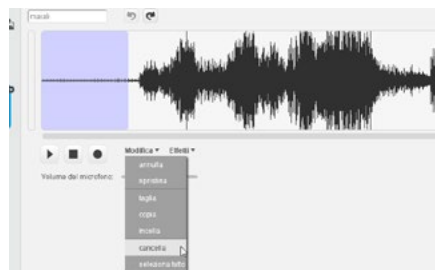 maiali
Modifica ▾ Effetti ▾
annulla
ripristina
Volume del microfono:
taglia
copia
incolla
cancella
seleziona tutto